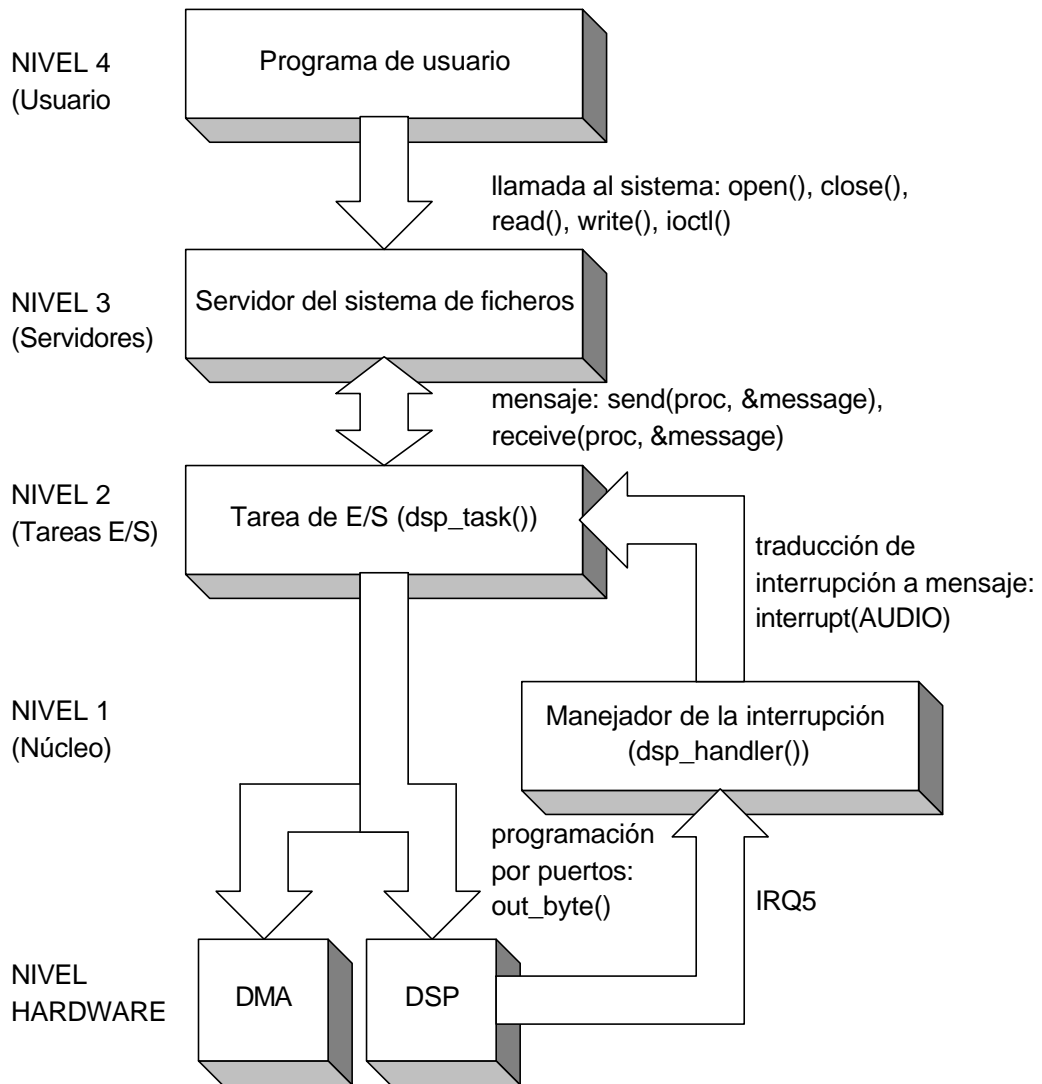 NIVEL 4
(Usuario
Programa de usuario
llamada al sistema: open(), close(),
read(), write(), ioctl()
NIVEL 3
(Servidores)
Servidor del sistema de ficheros
mensaje: send(proc, &message),
receive(proc, &message)
NIVEL 2
(Tareas E/S)
Tarea de E/S (dsp_task())
traducción de
interrupción a mensaje:
interrupt(AUDIO)
NIVEL 1
(Núcleo)
Manejador de la interrupción
(dsp_handler())
programación
por puertos:
out_byte()
IRQ5
NIVEL
HARDWARE
DMA
DSP